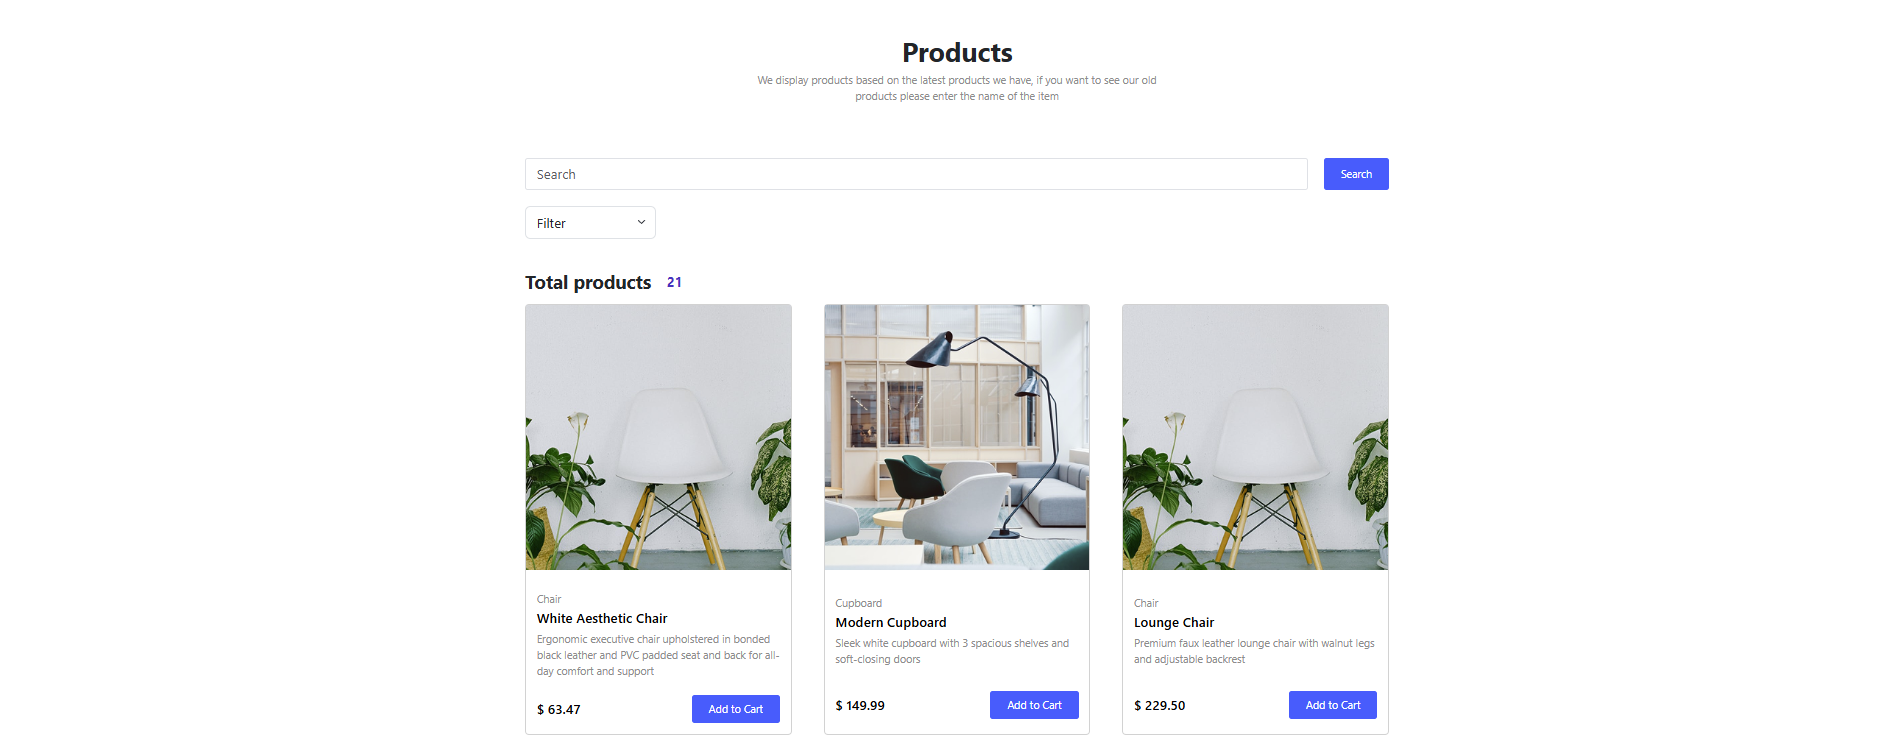 Products
We display products based on the latest products we have, if you want to see our old
products please enter the name of the item
Search
Search
Filter
Total products 21
Chair
White Aesthetic Chair
Ergonomic executive chair upholstered in bonded
black leather and PVC padded seat and back for all-
day comfort and support
$ 63.47
Add to Cart
Cupboard
Modern Cupboard
Sleek white cupboard with 3 spacious shelves and
soft-closing doors
$ 149.99
Add to Cart
Chair
Lounge Chair
Premium faux leather lounge chair with walnut legs
and adjustable backrest
$ 229.50
Add to Cart